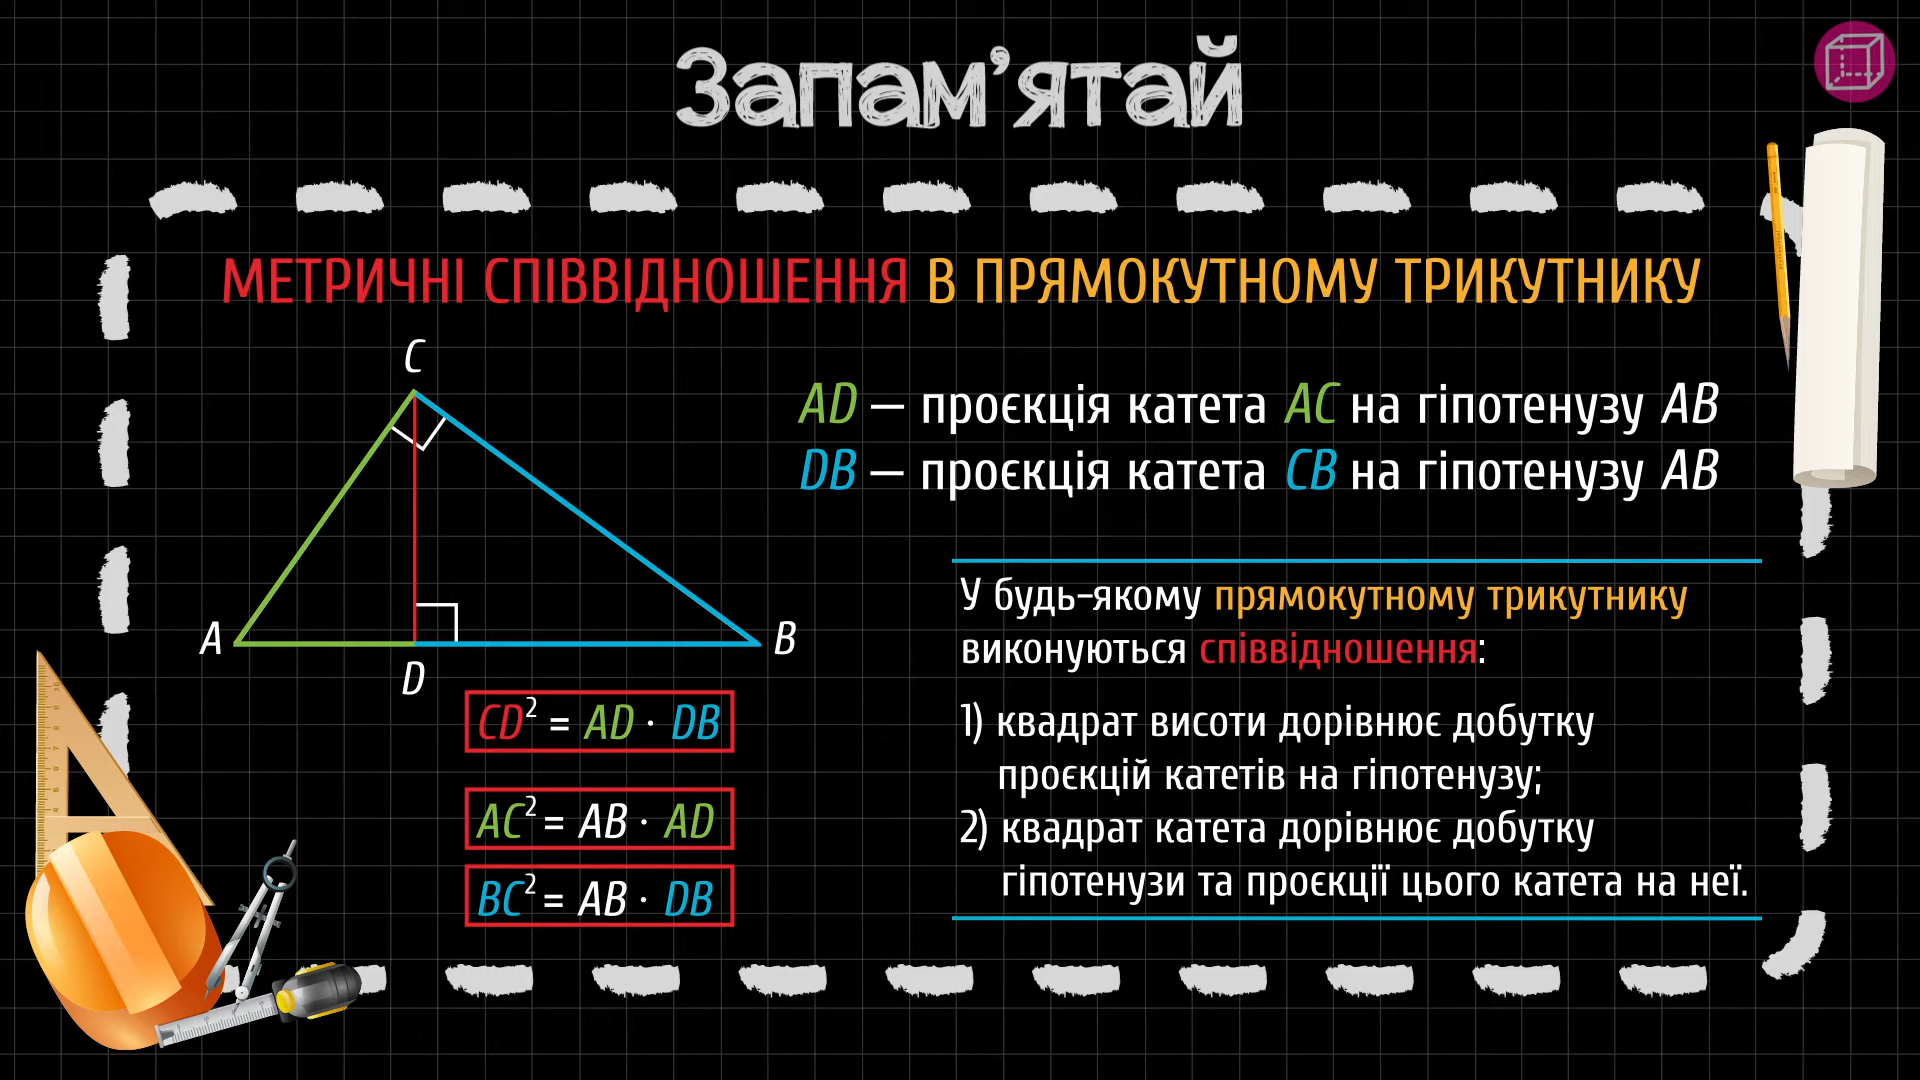 Запам’ятай
МЕТРИЧНІ СПІВВІДНОШЕННЯ В ПРЯМОКУТНОМУ ТРИКУТНИКУ
C
A
B
D
AD – проєкція катета AC на гіпотенузу AB
DB – проєкція катета CB на гіпотенузу AB
CD² = AD · DB
AC² = AB · AD
BC² = AB · DB
У будь-якому прямокутному трикутнику
виконуються співвідношення:
1) квадрат висоти дорівнює добутку
проєкцій катетів на гіпотенузу;
2) квадрат катета дорівнює добутку
гіпотенузи та проєкції цього катета на неї.